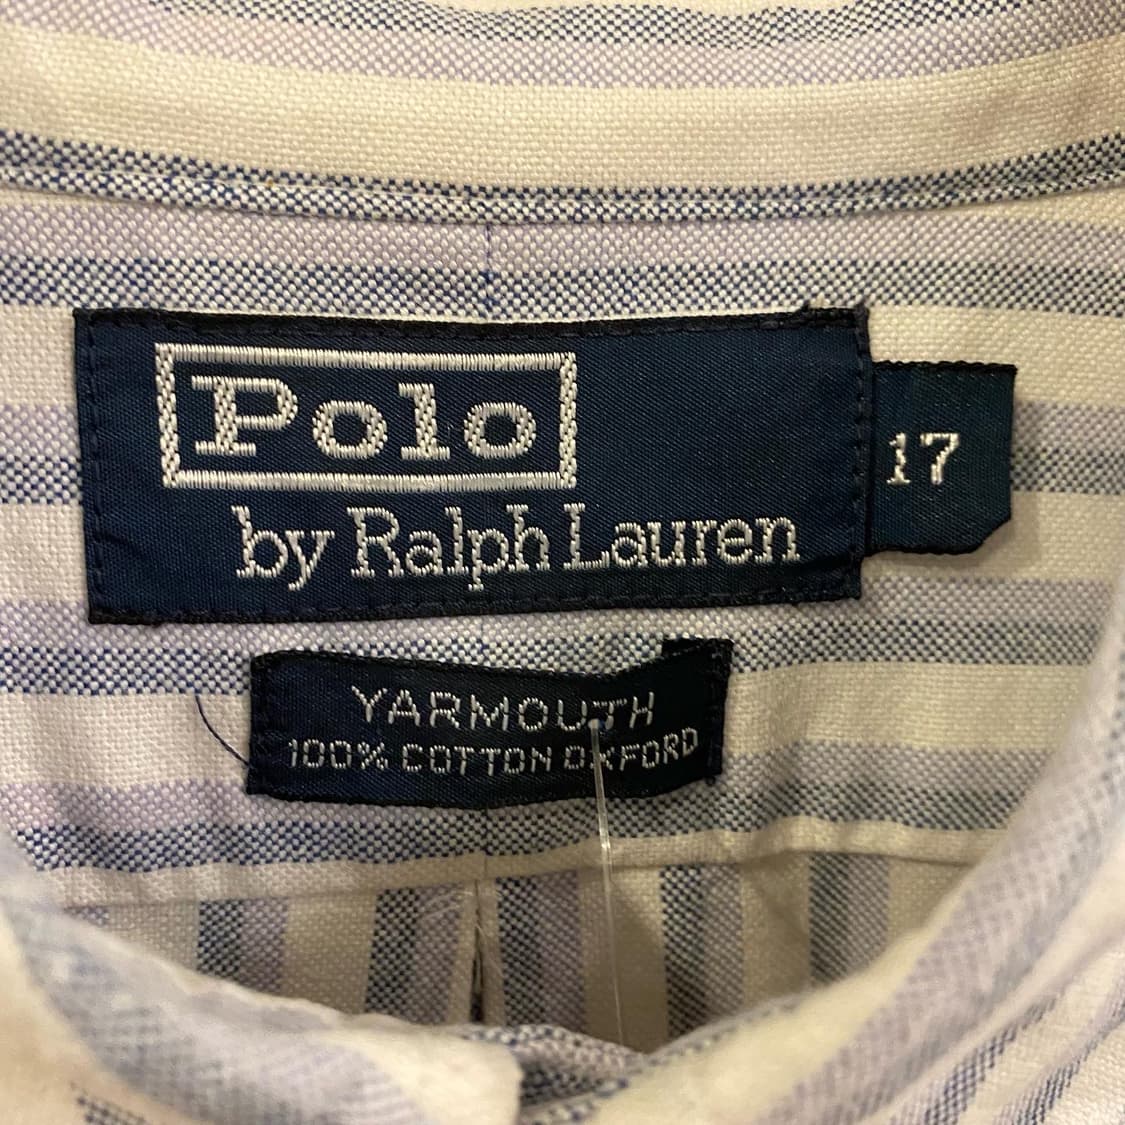 Polo
by Ralph Lauren
17
YARMOUTH
100% COTTON OXFORD